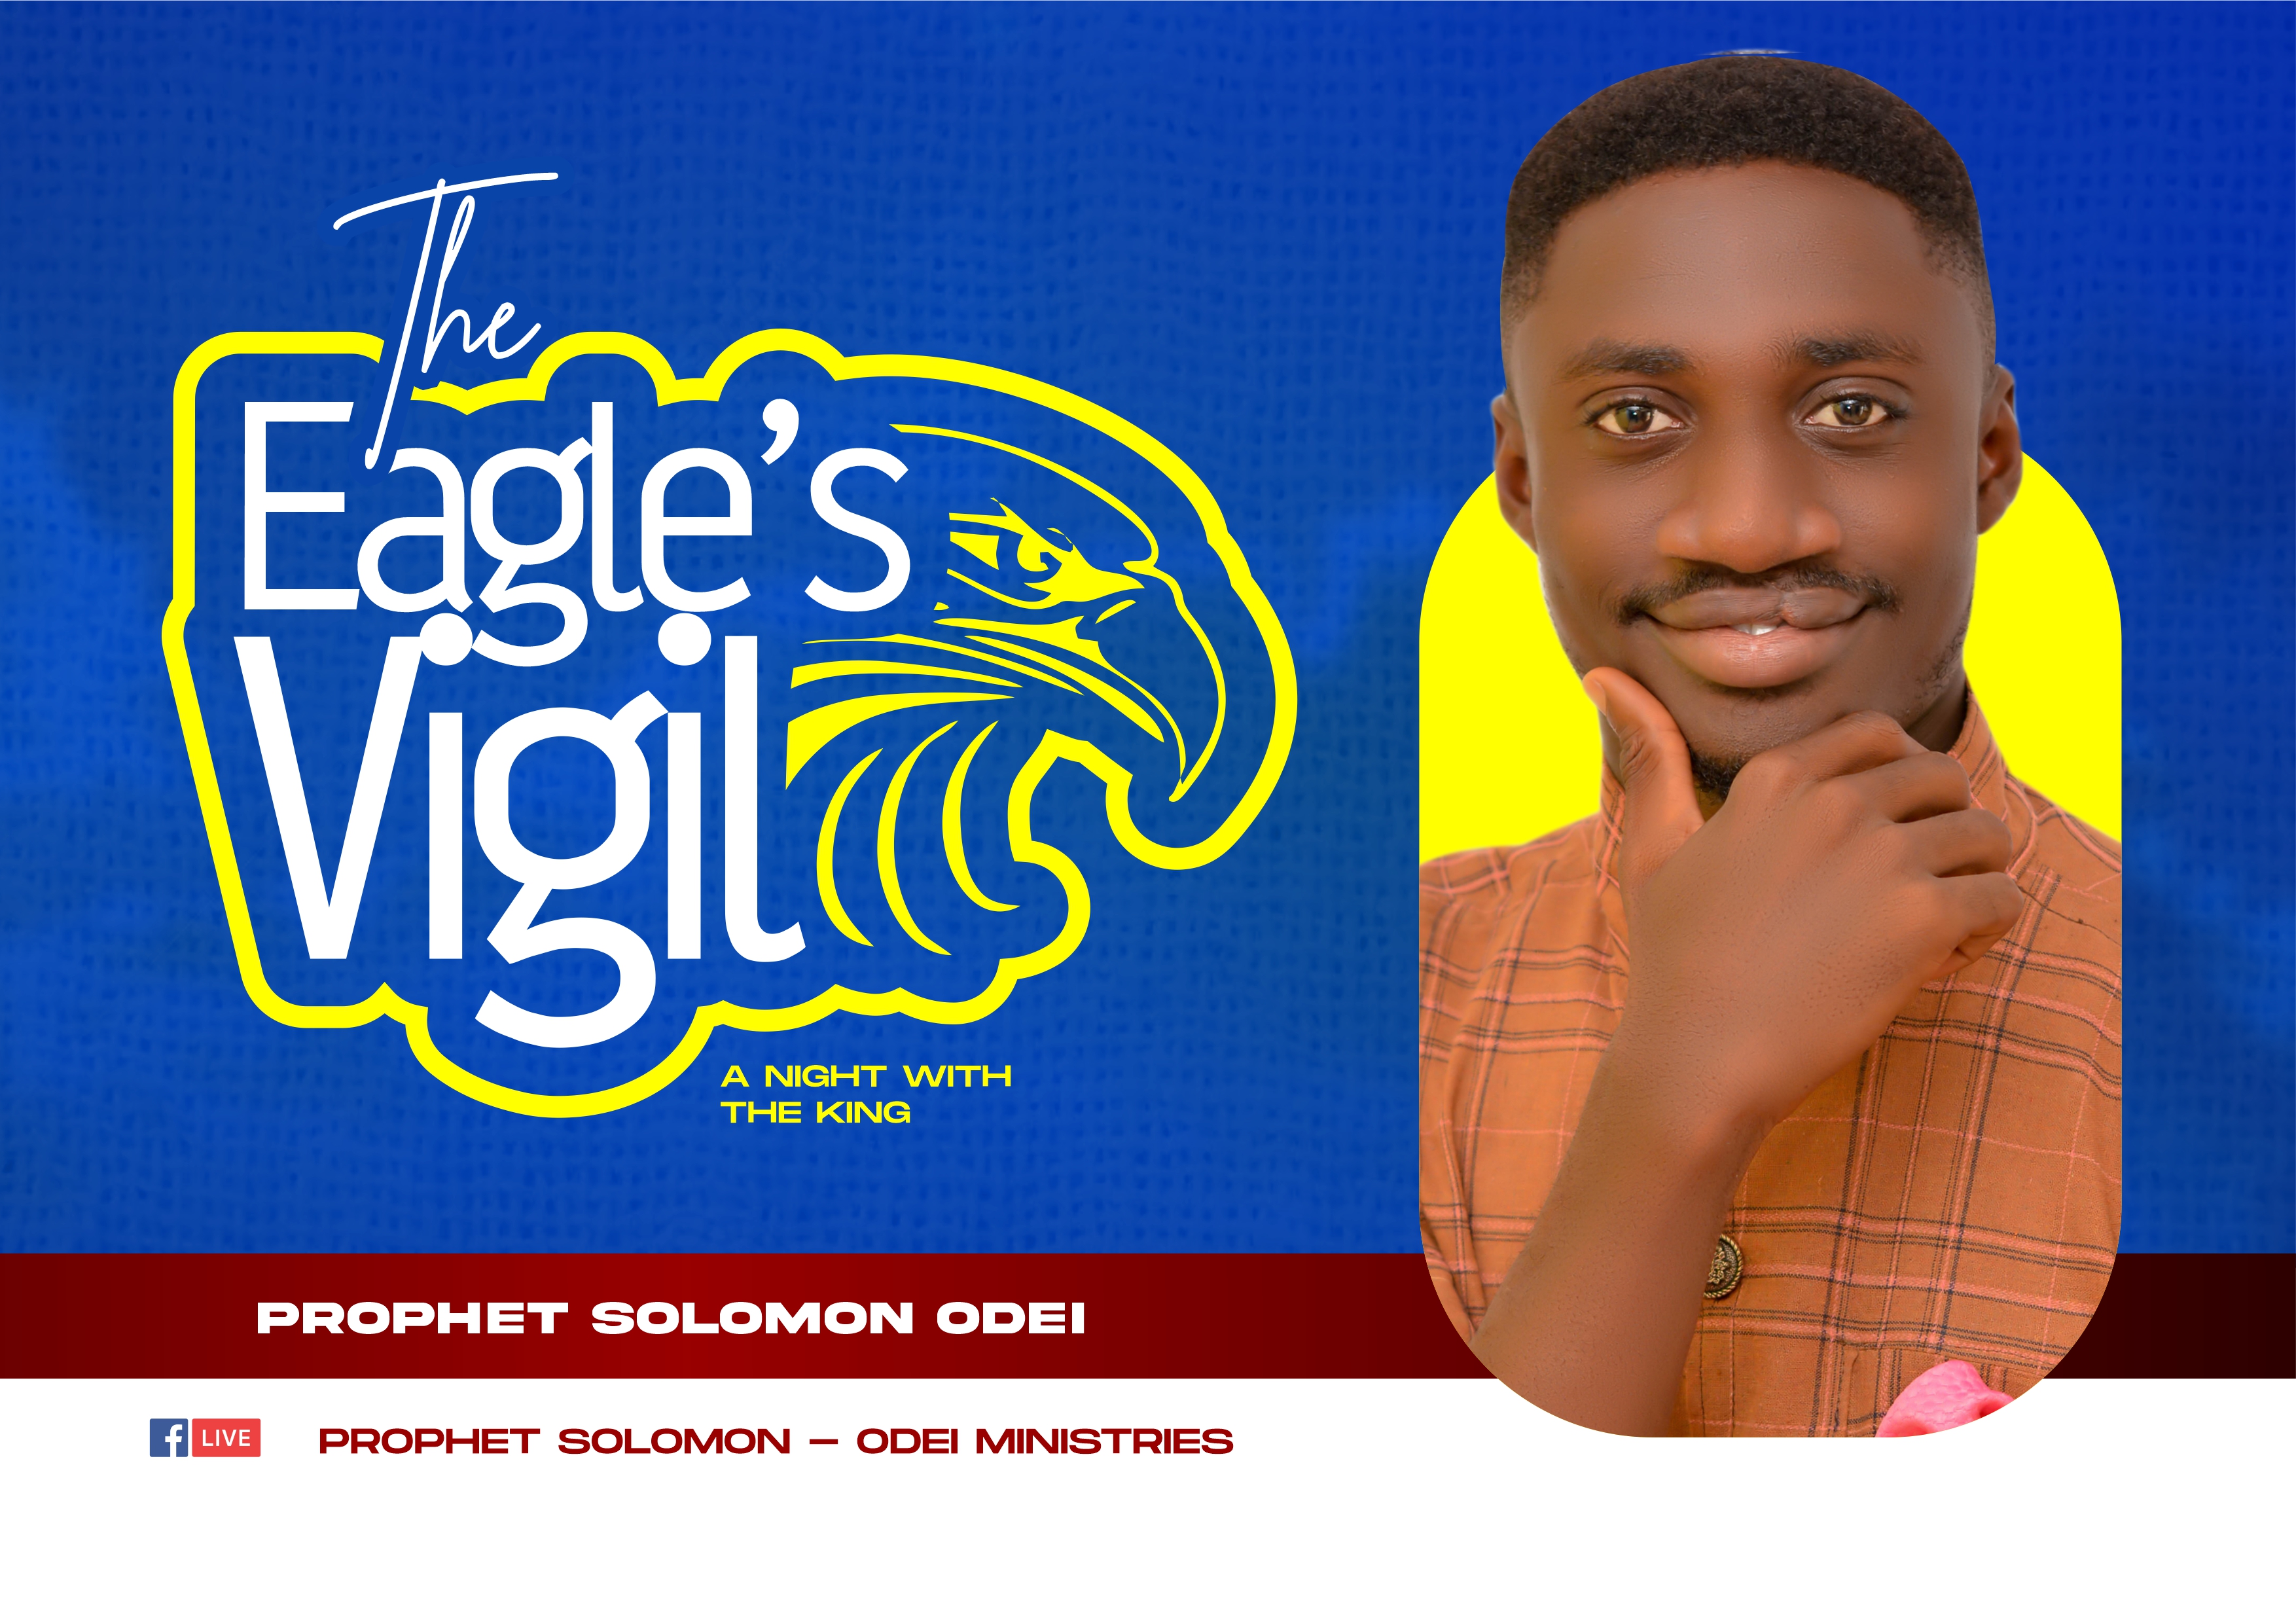 The
Eagle’s
Vigil
A NIGHT WITH
THE KING
PROPHET SOLOMON ODEI
f LIVE
PROPHET SOLOMON – ODEI MINISTRIES